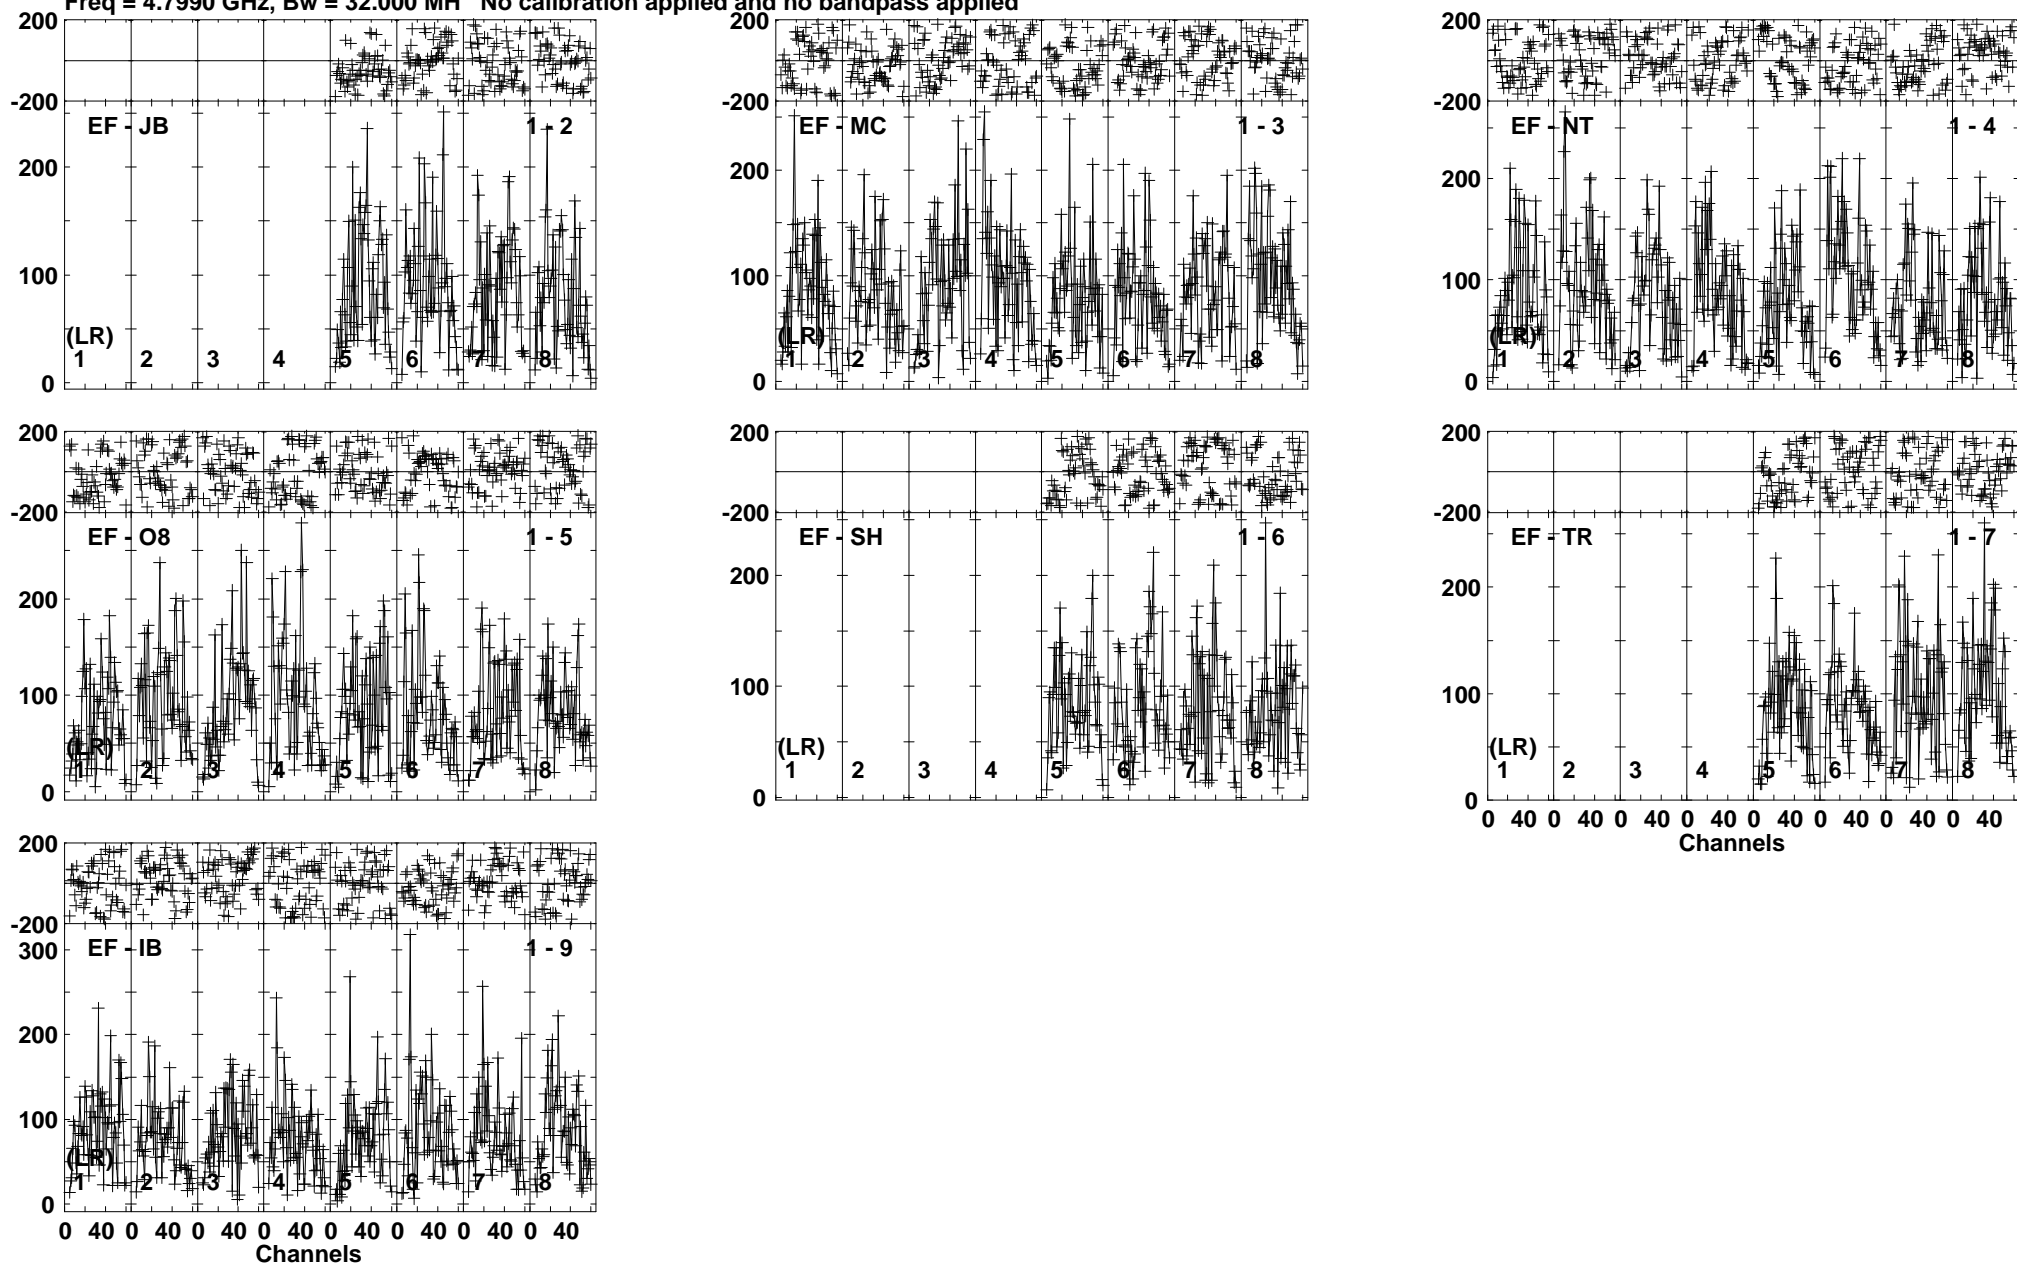 Freq = 4.7990 GHz, Bw = 32.000 MH   No calibration applied and no bandpass applied
200
-200
EF - JB
1 - 2
200
100
0
(LR)
1 2 3 4 5 6 7 8
200
-200
EF - MC
1 - 3
200
100
0
(LR)
1 2 3 4 5 6 7 8
200
-200
EF - NT
1 - 4
200
100
0
(LR)
1 2 3 4 5 6 7 8
200
-200
EF - O8
1 - 5
200
100
0
(LR)
1 2 3 4 5 6 7 8
200
-200
EF - SH
1 - 6
200
100
0
(LR)
1 2 3 4 5 6 7 8
200
-200
EF - TR
1 - 7
200
100
0
(LR)
1 2 3 4 5 6 7 8
0 40 0 40 0 40 0 40 0 40 0 40 0 40 0 40
Channels
200
-200
EF - IB
1 - 9
300
200
100
0
(LR)
1 2 3 4 5 6 7 8
0 40 0 40 0 40 0 40 0 40 0 40 0 40 0 40
Channels